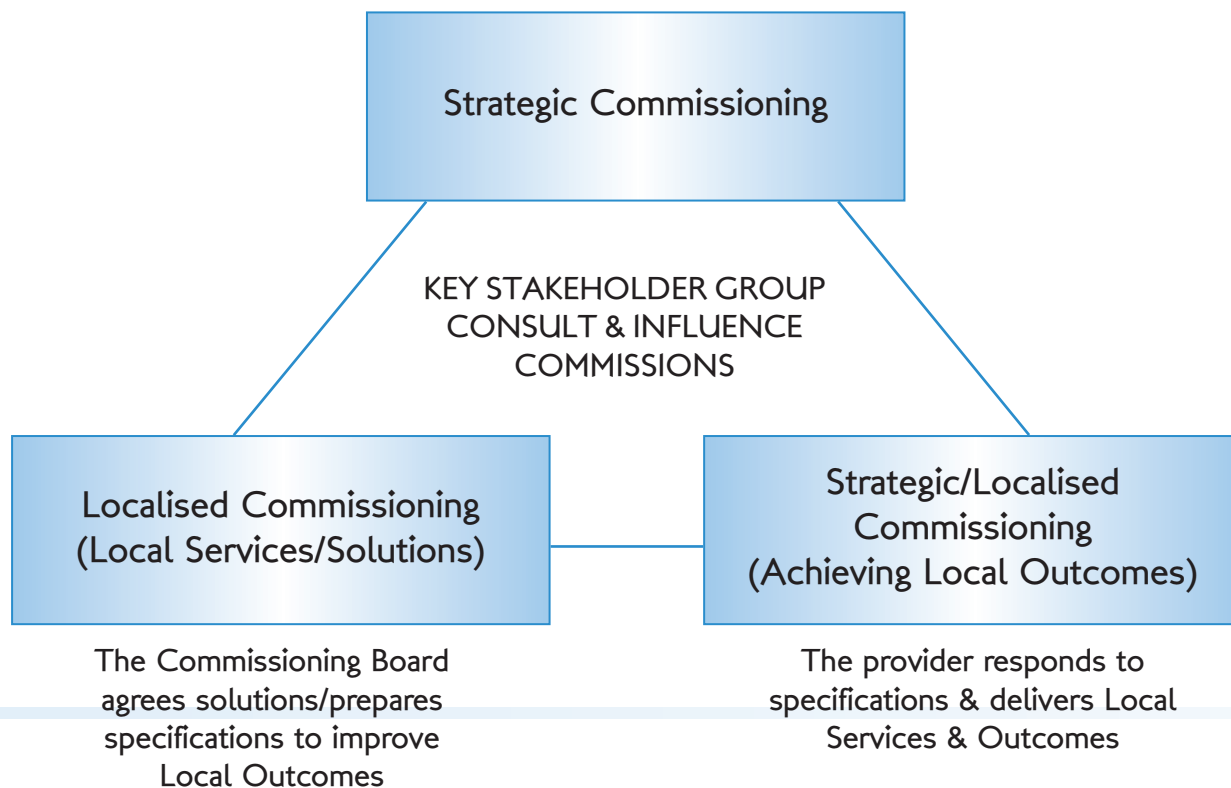 Strategic Commissioning
KEY STAKEHOLDER GROUP
CONSULT & INFLUENCE
COMMISSIONS
Localised Commissioning
(Local Services/Solutions)
Strategic/Localised
Commissioning
(Achieving Local Outcomes)
The Commissioning Board
agrees solutions/prepares
specifications to improve
Local Outcomes
The provider responds to
specifications & delivers Local
Services & Outcomes